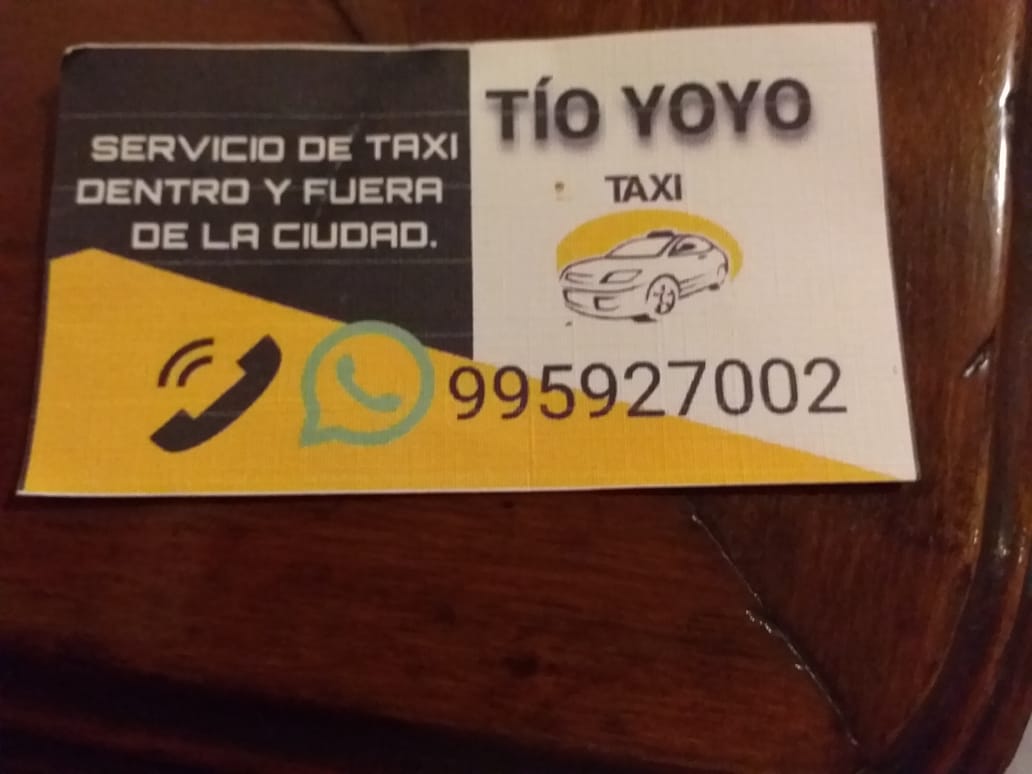 SERVICIO DE TAXI
DENTRO Y FUERA
DE LA CIUDAD.
TÍO YOYO
TAXI
995927002